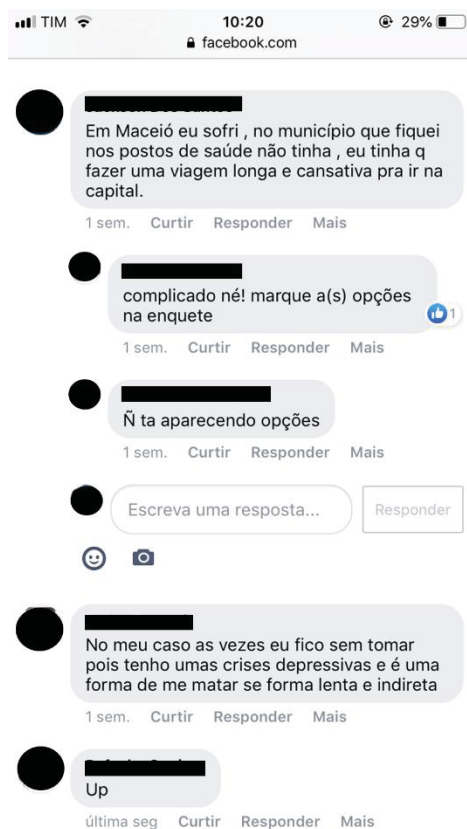 TIM 10:20 29%
facebook.com
Em Maceió eu sofri , no município que fiquei
nos postos de saúde não tinha , eu tinha q
fazer uma viagem longa e cansativa pra ir na
capital.
1 sem. Curtir Responder Mais
complicado né! marque a(s) opções
na enquete
1
1 sem. Curtir Responder Mais
Ñ ta aparecendo opções
1 sem. Curtir Responder Mais
Escreva uma resposta... Responder
No meu caso as vezes eu fico sem tomar
pois tenho umas crises depressivas e é uma
forma de me matar se forma lenta e indireta
1 sem. Curtir Responder Mais
Up
última seg Curtir Responder Mais